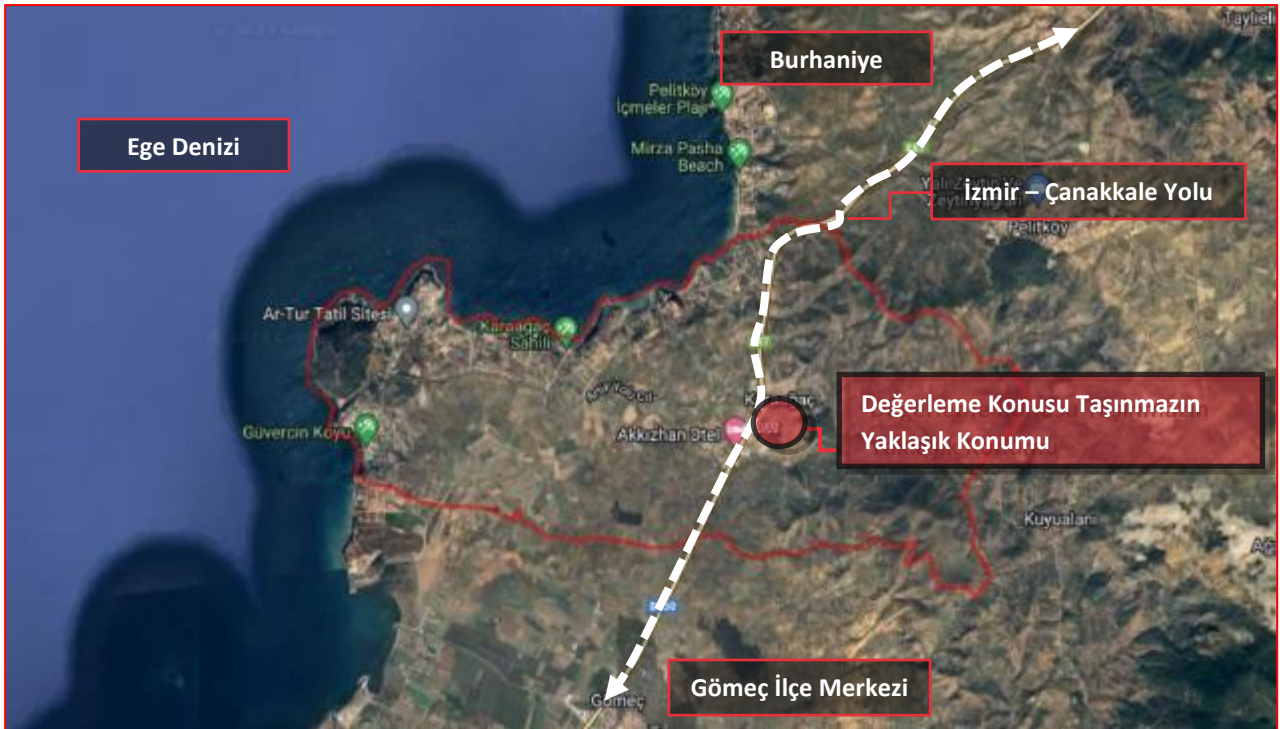 Burhaniye
Pelitköy
İçmeler Plajı
Ege Denizi
Mirza Pasha
Beach
İzmir – Çanakkale Yolu
Pelitköy
Ar-Tur Tatil Sitesi
Karaağaç
Sahili
Değerleme Konusu Taşınmazın
Yaklaşık Konumu
Akkızhan Otel
Güvercin Koyu
Kuyualanı
Gömeç İlçe Merkezi
Gömeç